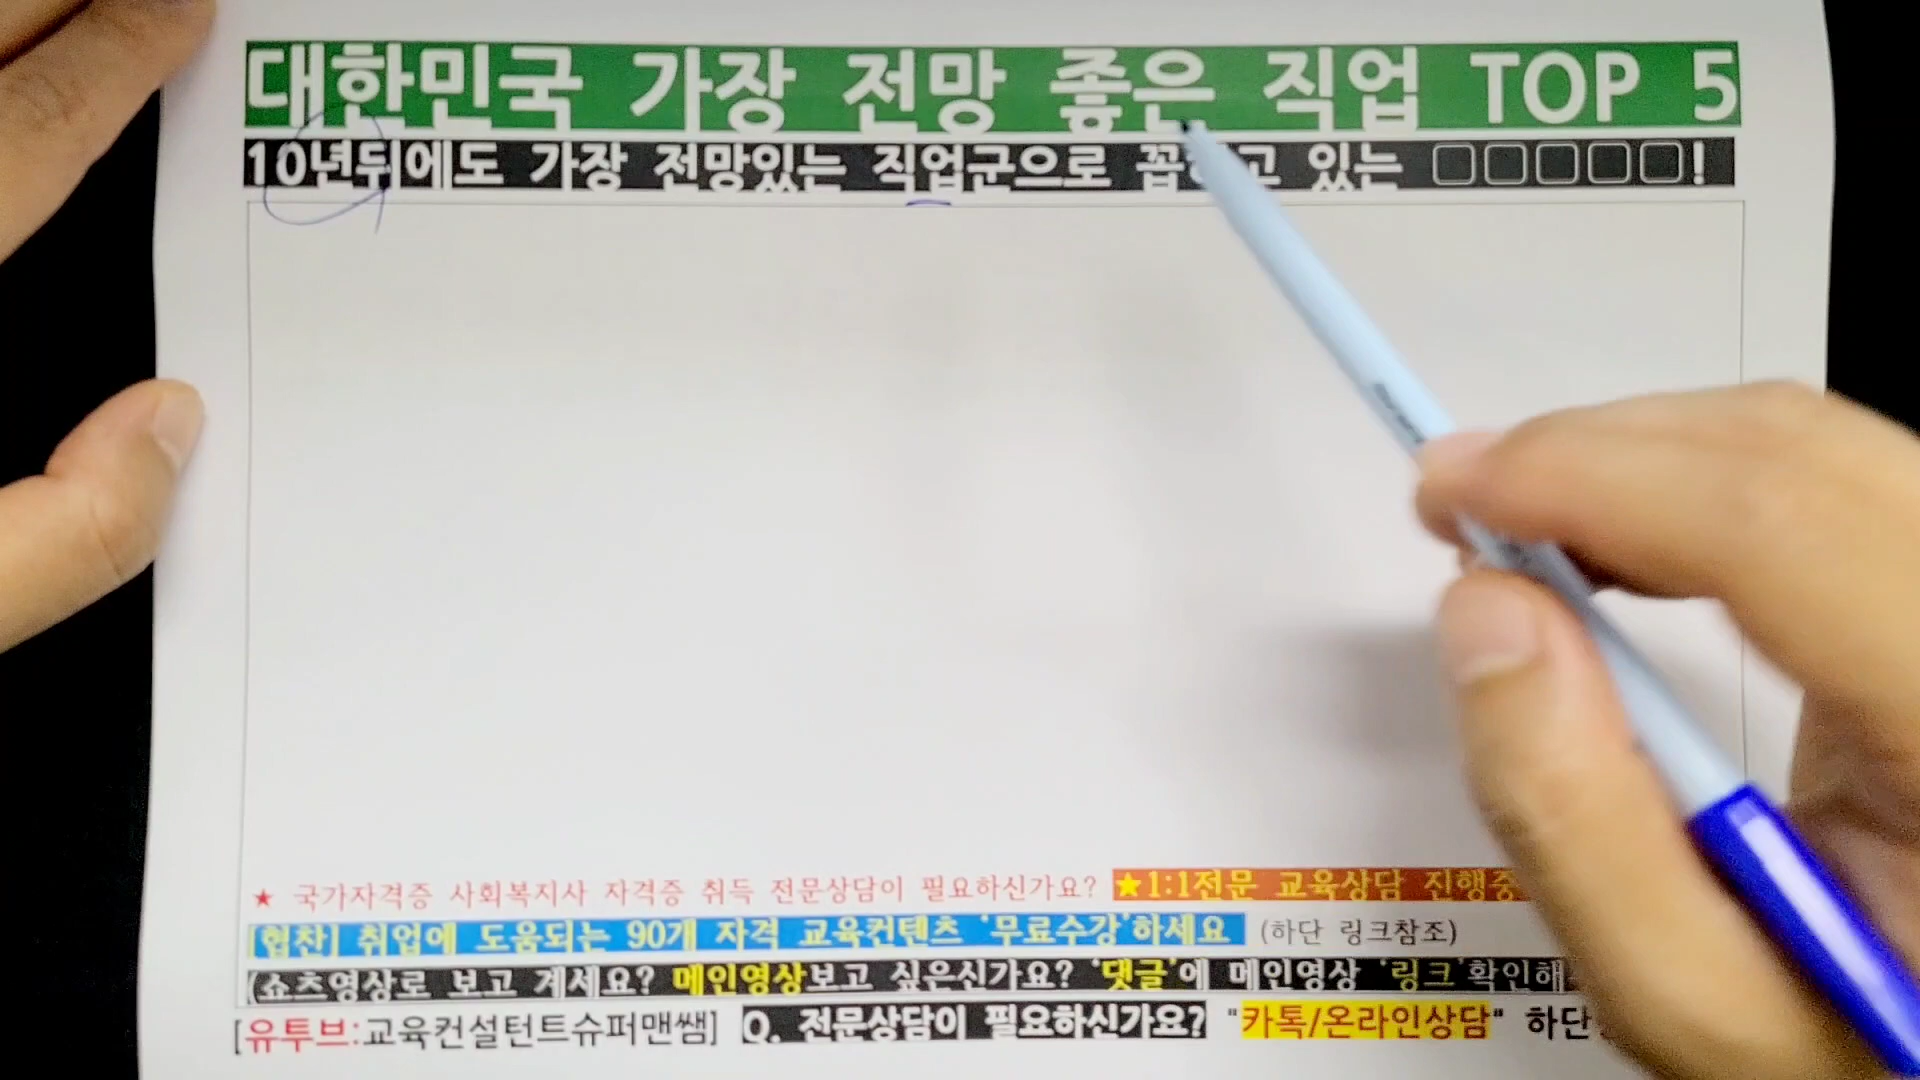 대한민국 가장 전망 좋은 직업 TOP 5
10년뒤에도 가장 전망있는 직업군으로 있는 □□□□□!
★ 국가자격증 사회복지사 자격증 취득 전문상담이 필요하신가요? ★1:1전문 교육상담 진행중
[협찬] 취업에 도움되는 90개 자격 교육컨텐츠 '무료수강'하세요 (하단 링크참조)
(쇼츠영상로 보고 계세요? 메인영상보고 싶은신가요? '댓글'에 메인영상 '링크'확인해
[유투브:교육컨설턴트슈퍼맨쌤] Q. 전문상담이 필요하신가요? "카톡/온라인상담" 하단